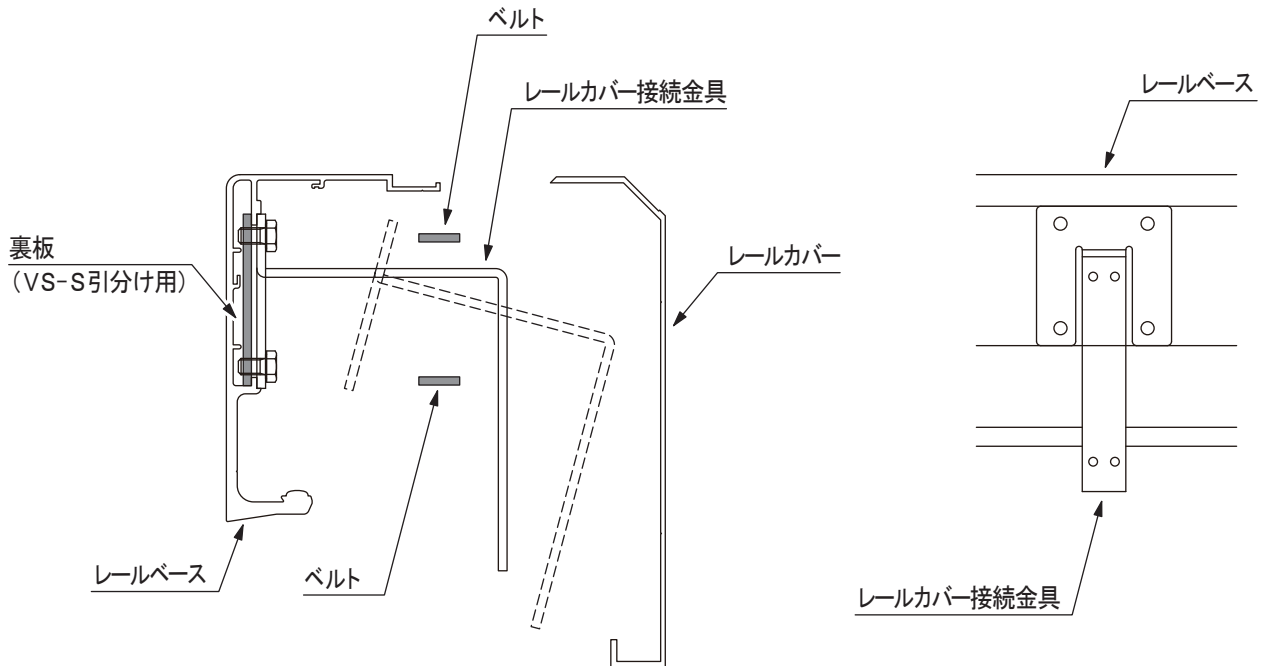 ベルト
レールカバー接続金具
レールベース
裏板
（VS-S引分け用）
レールカバー
レールベース
ベルト
レールカバー接続金具